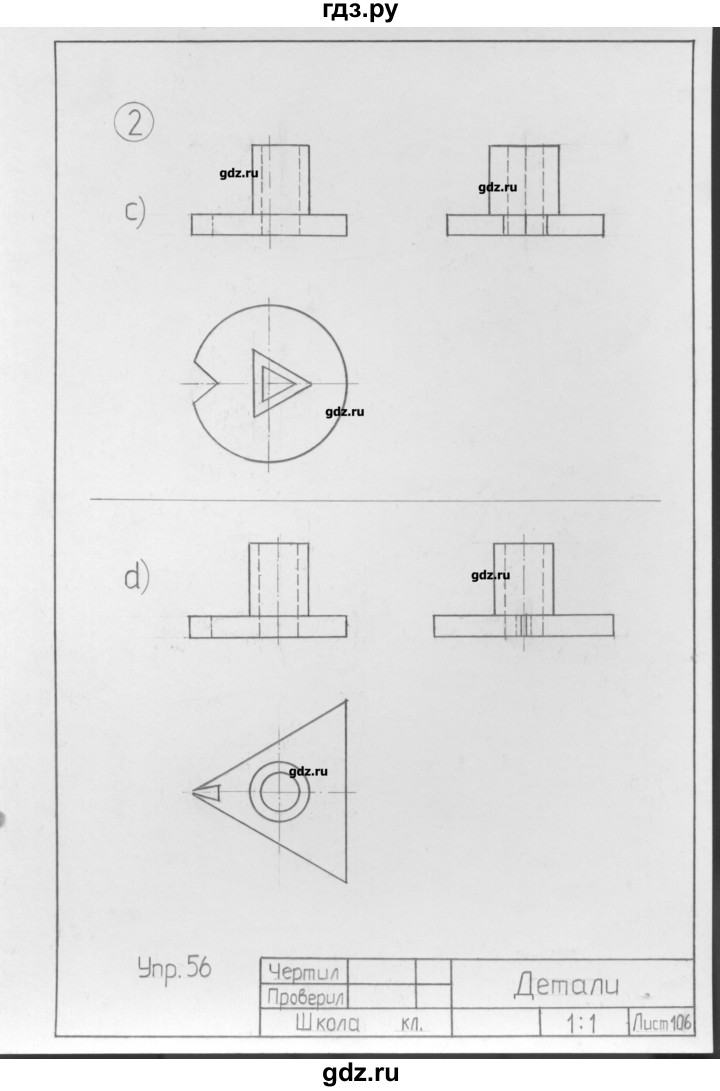 гдз.ру
2
gdz.ru
gdz.ru
c)
gdz.ru
d)
gdz.ru
gdz.ru
Упр. 56
Чертил
Детали
Проверил
Школа кл.
1:1
Лист 106
gdz.ru